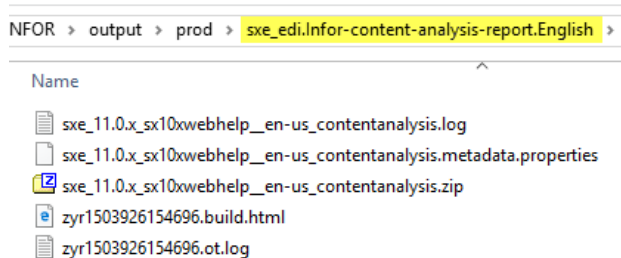 NFOR > output > prod > sxe_edi.Infor-content-analysis-report.English >
Name
sxe_11.0.x_sx10xwebhelp__en-us_contentanalysis.log
sxe_11.0.x_sx10xwebhelp__en-us_contentanalysis.metadata.properties
sxe_11.0.x_sx10xwebhelp__en-us_contentanalysis.zip
zyr1503926154696.build.html
zyr1503926154696.ot.log